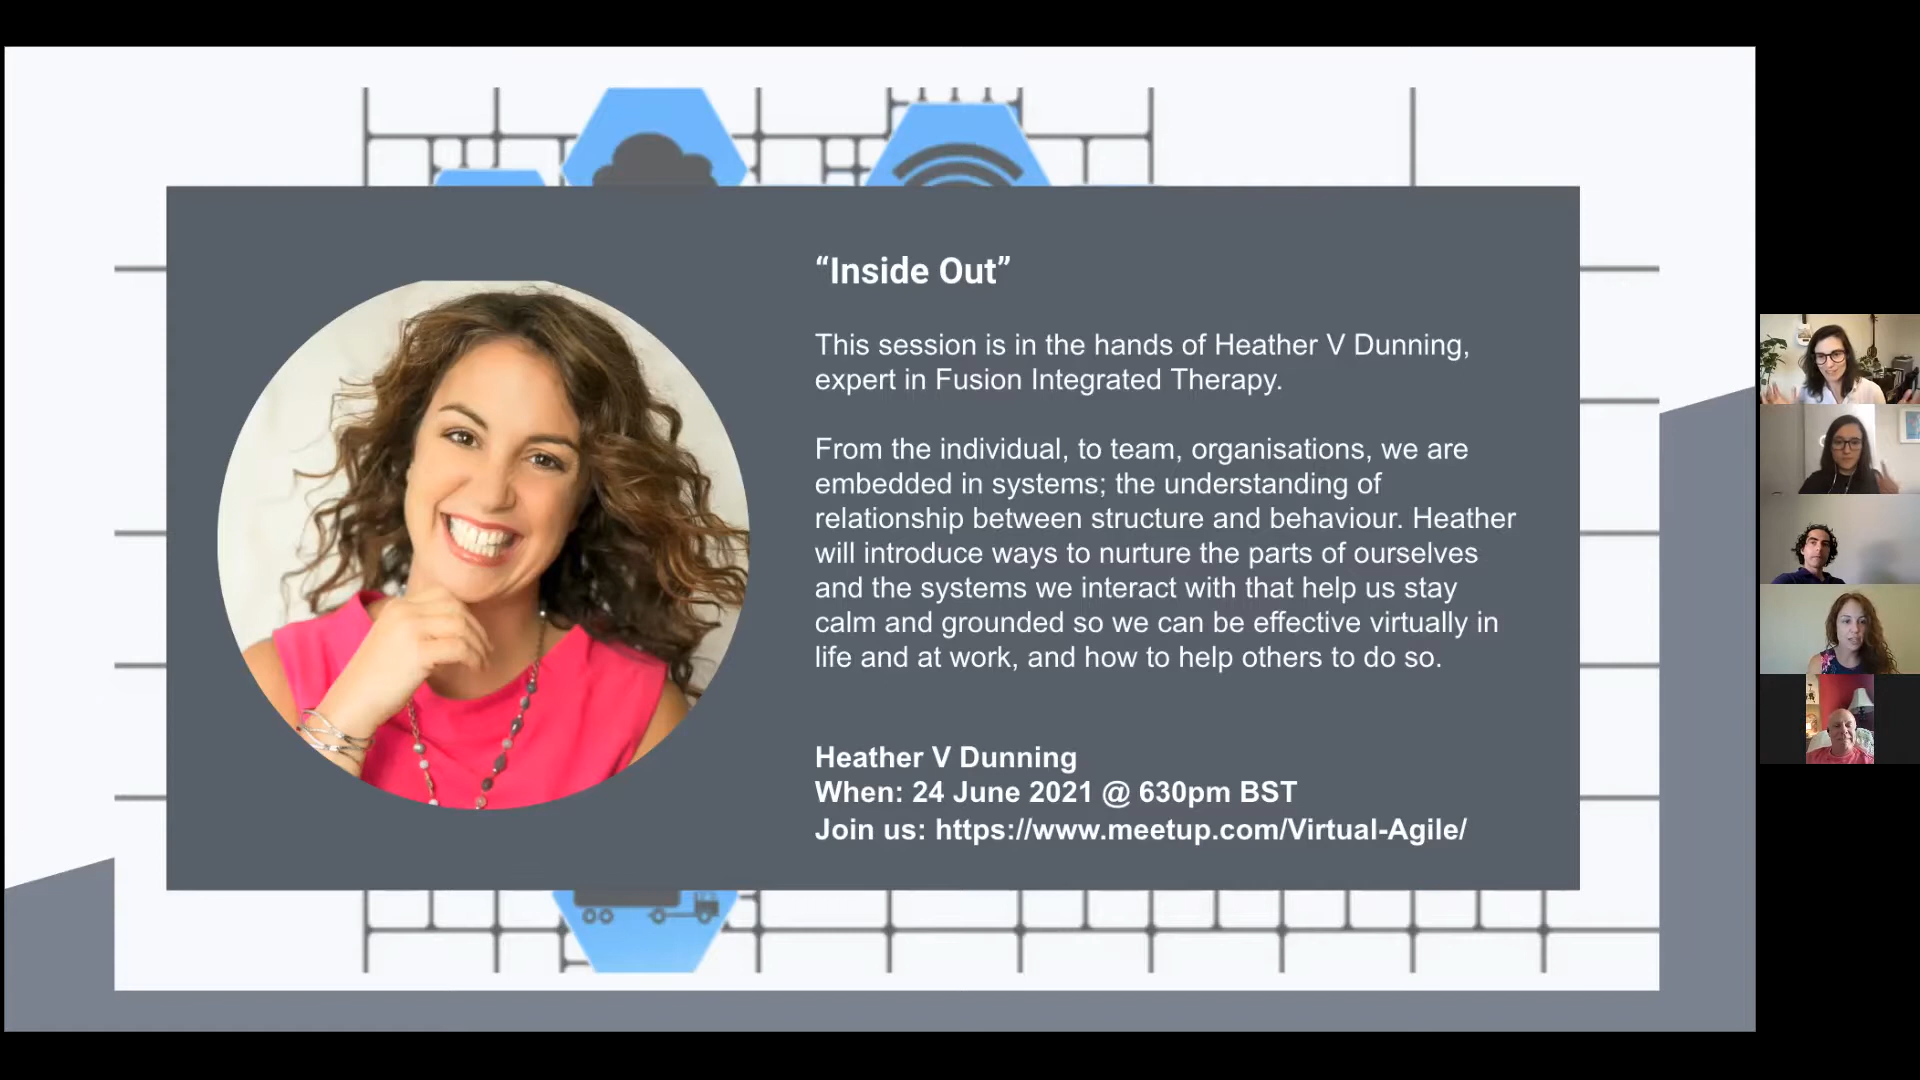 “Inside Out”
This session is in the hands of Heather V Dunning,
expert in Fusion Integrated Therapy.
From the individual, to team, organisations, we are
embedded in systems; the understanding of
relationship between structure and behaviour. Heather
will introduce ways to nurture the parts of ourselves
and the systems we interact with that help us stay
calm and grounded so we can be effective virtually in
life and at work, and how to help others to do so.
Heather V Dunning
When: 24 June 2021 @ 630pm BST
Join us: https://www.meetup.com/Virtual-Agile/